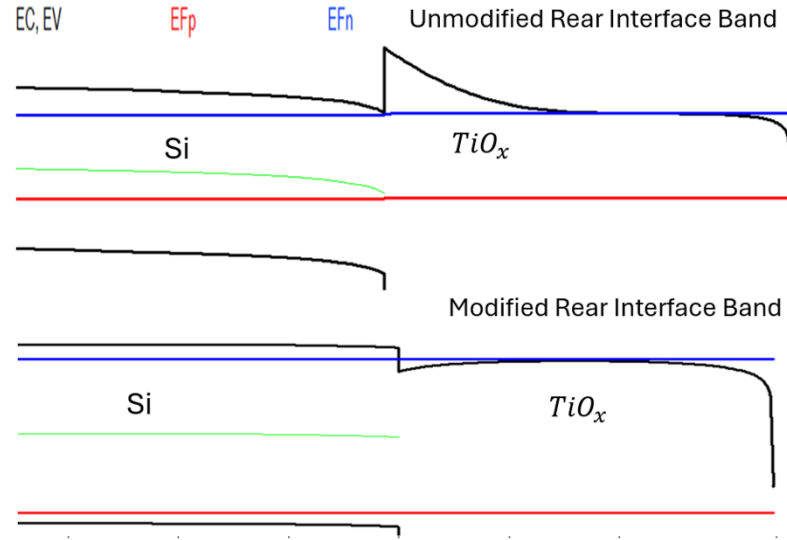 EC, EV EFp EFn Unmodified Rear Interface Band
Si TiOx
Modified Rear Interface Band
Si TiOx